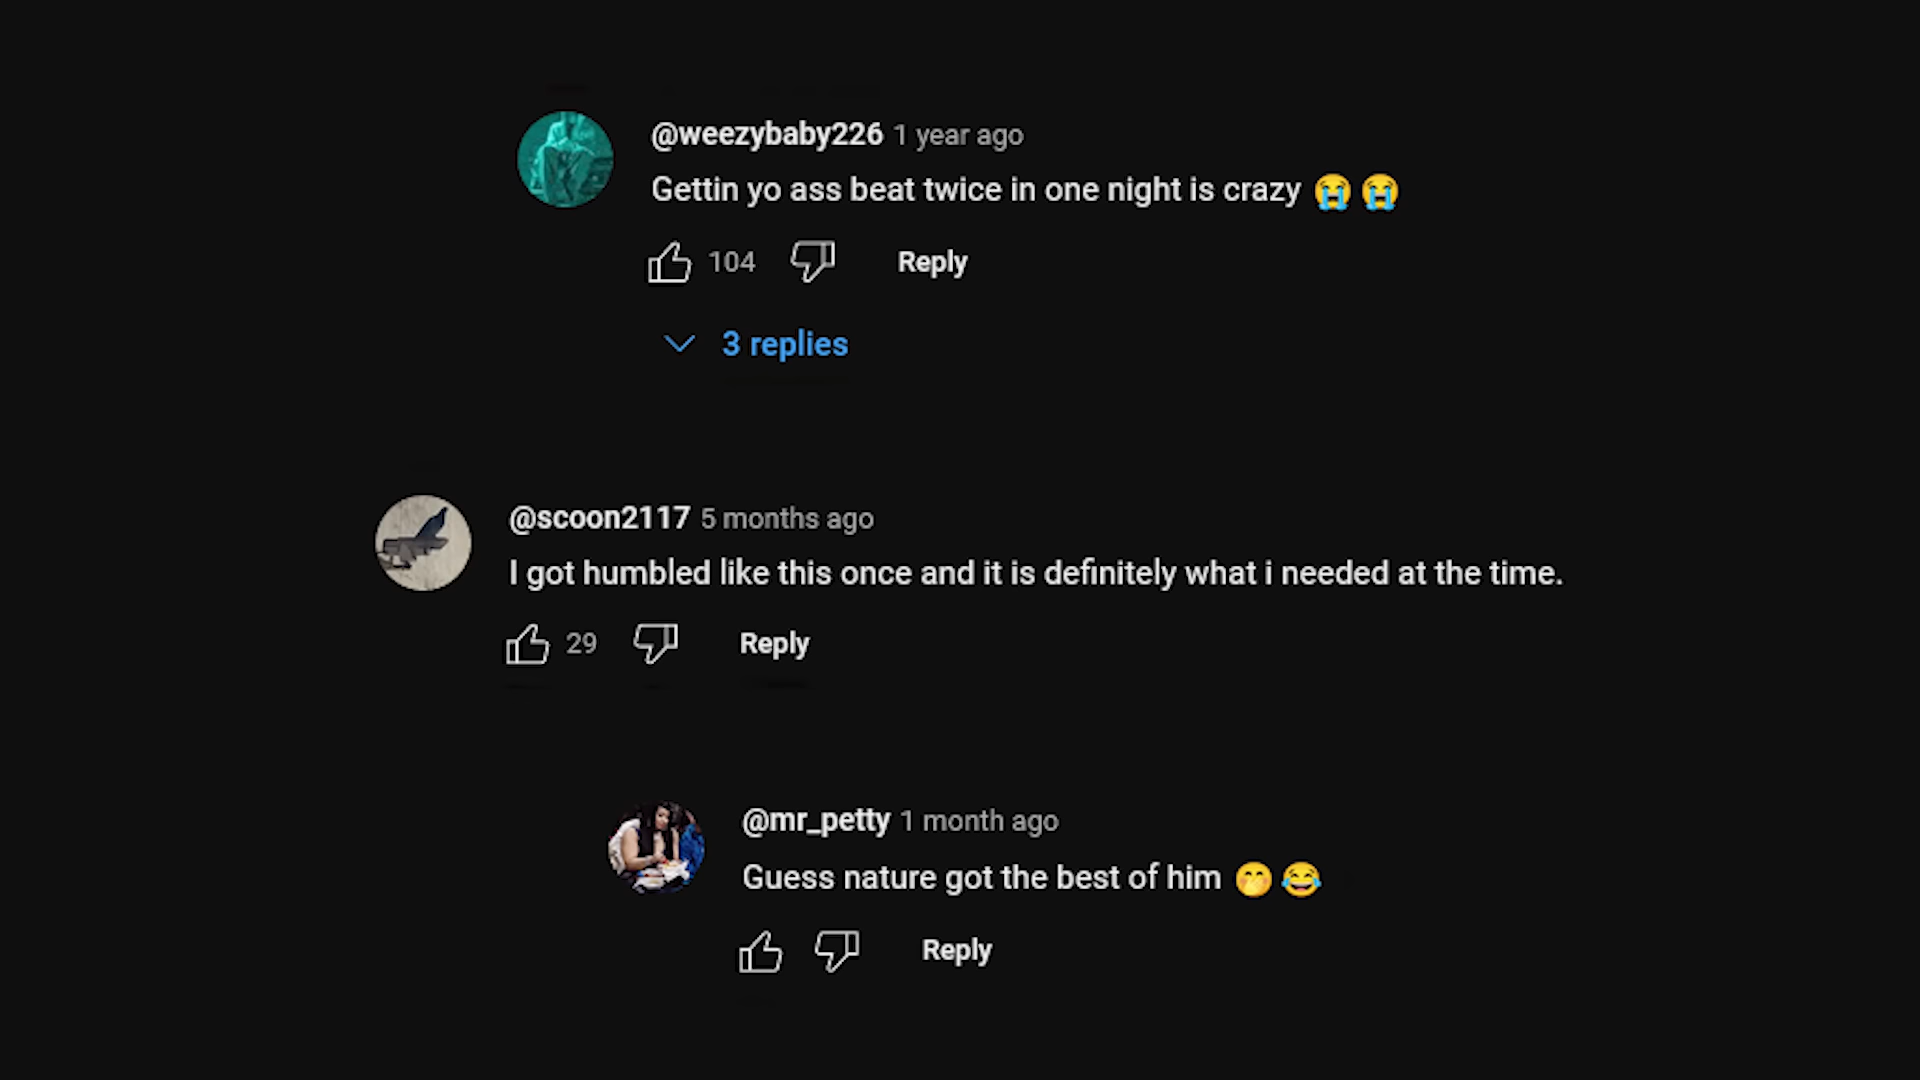 @weezybaby226 1 year ago
Gettin yo ass beat twice in one night is crazy 😭😭
104 Reply
3 replies
@scoon2117 5 months ago
I got humbled like this once and it is definitely what i needed at the time.
29 Reply
@mr_petty 1 month ago
Guess nature got the best of him 🤭😂
Reply